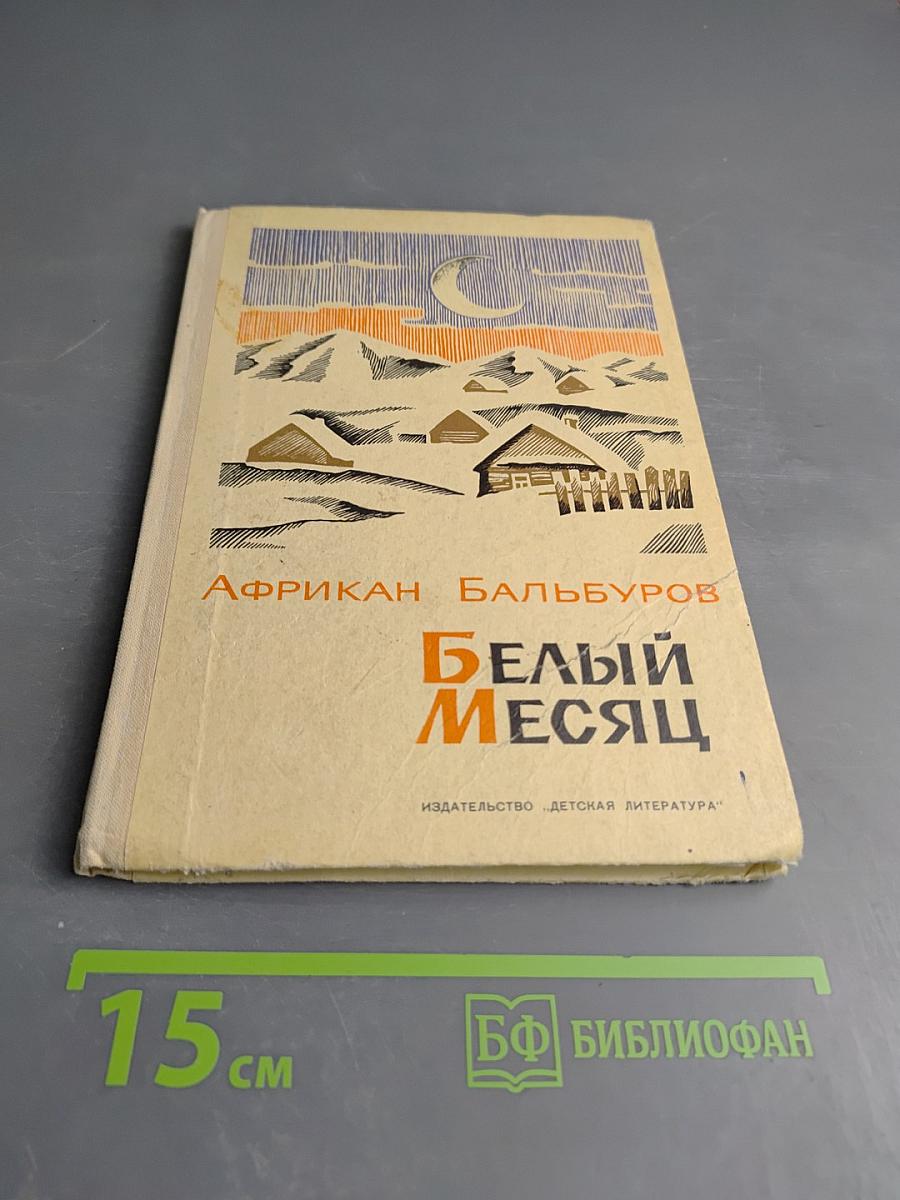 Африкан Бальбуров
Белый
Месяц
ИЗДАТЕЛЬСТВО „ДЕТСКАЯ ЛИТЕРАТУРА"
15 см
БФ БИБЛИОФАН